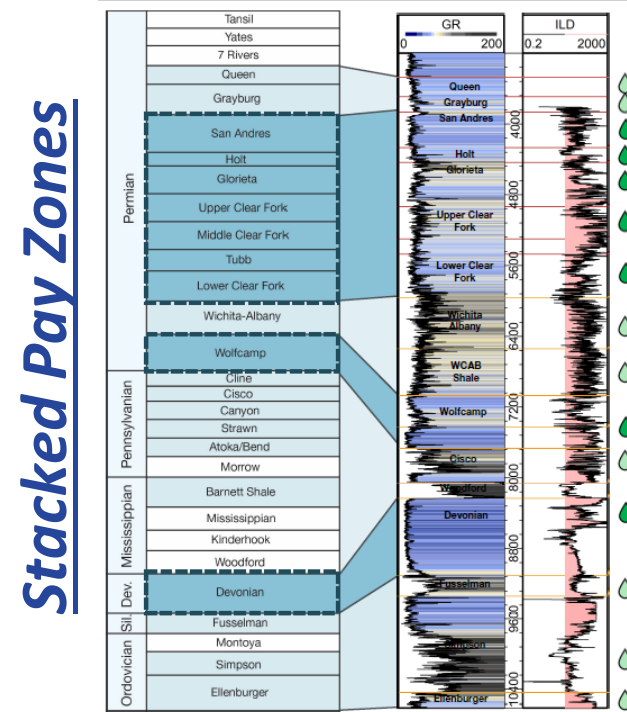 Stacked Pay Zones
Permian
Tansil
Yates
7 Rivers
Queen
Grayburg
San Andres
Holt
Glorieta
Upper Clear Fork
Middle Clear Fork
Tubb
Lower Clear Fork
Wichita-Albany
Wolfcamp
Pennsylvanian
Cline
Cisco
Canyon
Strawn
Atoka/Bend
Morrow
Mississippian
Barnett Shale
Mississippian
Kinderhook
Woodford
Dev.
Devonian
Sil.
Fusselman
Ordovician
Montoya
Simpson
Ellenburger
GR
0 200
ILD
0.2 2000
Queen
Grayburg
San Andres
4000
Holt
Glorieta
4800
Upper Clear
Fork
Lower Clear
Fork
5600
Wichita
Albany
6400
WCAB
Shale
7200
Wolfcamp
Cisco
8000
Woodford
Devonian
8800
Fusselman
9600
Simpson
10400
Ellenburger